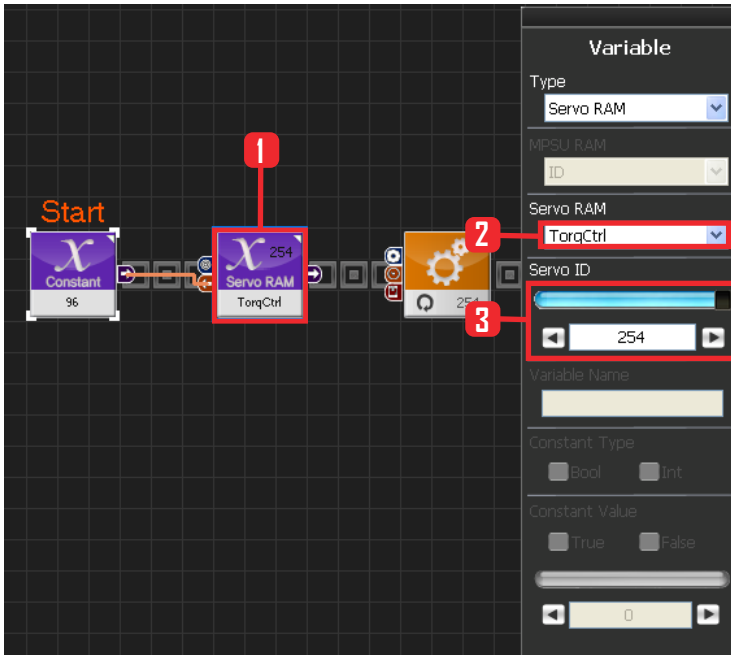 Variable
Type
Servo RAM
MPSU RAM
ID
Servo RAM
TorqCtrl
Servo ID
254
Variable Name
Constant Type
Bool Int
Constant Value
True False
0
1
2
3
Start
X
Constant
96
X 254
Servo RAM
TorqCtrl
254